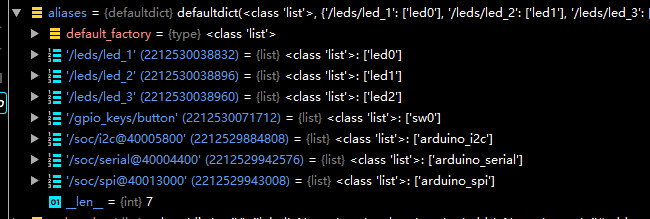 aliases = {defaultdict} defaultdict(<class 'list'>, {'/leds/led_1': ['led0'], '/leds/led_2': ['led1'], '/leds/led_3': [
default_factory = {type} <class 'list'>
'/leds/led_1' (2212530038832) = {list} <class 'list'>: ['led0']
'/leds/led_2' (2212530038896) = {list} <class 'list'>: ['led1']
'/leds/led_3' (2212530038960) = {list} <class 'list'>: ['led2']
'/gpio_keys/button' (2212530071712) = {list} <class 'list'>: ['sw0']
'/soc/i2c@40005800' (2212529884808) = {list} <class 'list'>: ['arduino_i2c']
'/soc/serial@40004400' (2212529942576) = {list} <class 'list'>: ['arduino_serial']
'/soc/spi@40013000' (2212529943008) = {list} <class 'list'>: ['arduino_spi']
01 __len__ = {int} 7